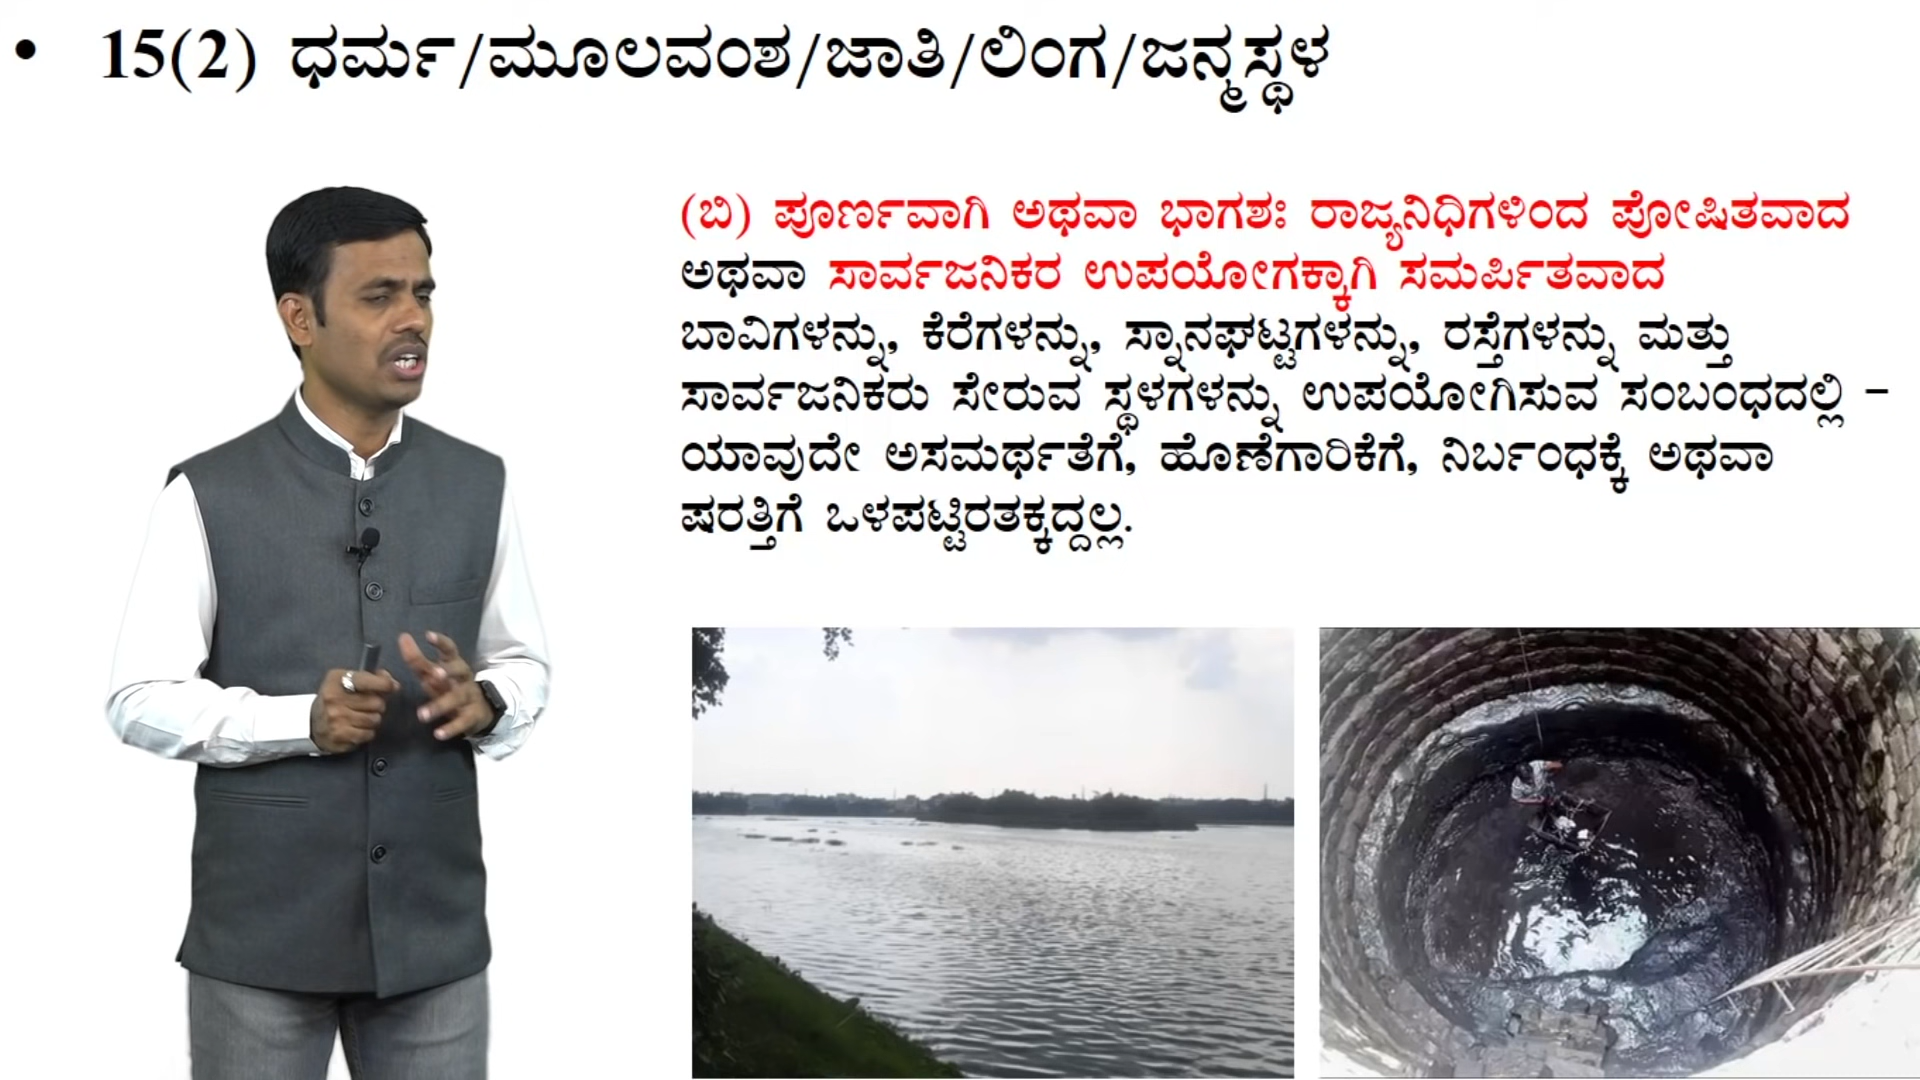 • 15(2) ಧರ್ಮ/ಮೂಲವಂಶ/ಜಾತಿ/ಲಿಂಗ/ಜನ್ಮಸ್ಥಳ
(ಬಿ) ಪೂರ್ಣವಾಗಿ ಅಥವಾ ಭಾಗಶಃ ರಾಜ್ಯನಿಧಿಗಳಿಂದ ಪೋಷಿತವಾದ
ಅಥವಾ ಸಾರ್ವಜನಿಕರ ಉಪಯೋಗಕ್ಕಾಗಿ ಸಮರ್ಪಿತವಾದ
ಬಾವಿಗಳನ್ನು, ಕೆರೆಗಳನ್ನು, ಸ್ನಾನಘಟ್ಟಗಳನ್ನು, ರಸ್ತೆಗಳನ್ನು ಮತ್ತು
ಸಾರ್ವಜನಿಕರು ಸೇರುವ ಸ್ಥಳಗಳನ್ನು ಉಪಯೋಗಿಸುವ ಸಂಬಂಧದಲ್ಲಿ –
ಯಾವುದೇ ಅಸಮರ್ಥತೆಗೆ, ಹೊಣೆಗಾರಿಕೆಗೆ, ನಿರ್ಬಂಧಕ್ಕೆ ಅಥವಾ
ಷರತ್ತಿಗೆ ಒಳಪಟ್ಟಿರತಕ್ಕದ್ದಲ್ಲ.